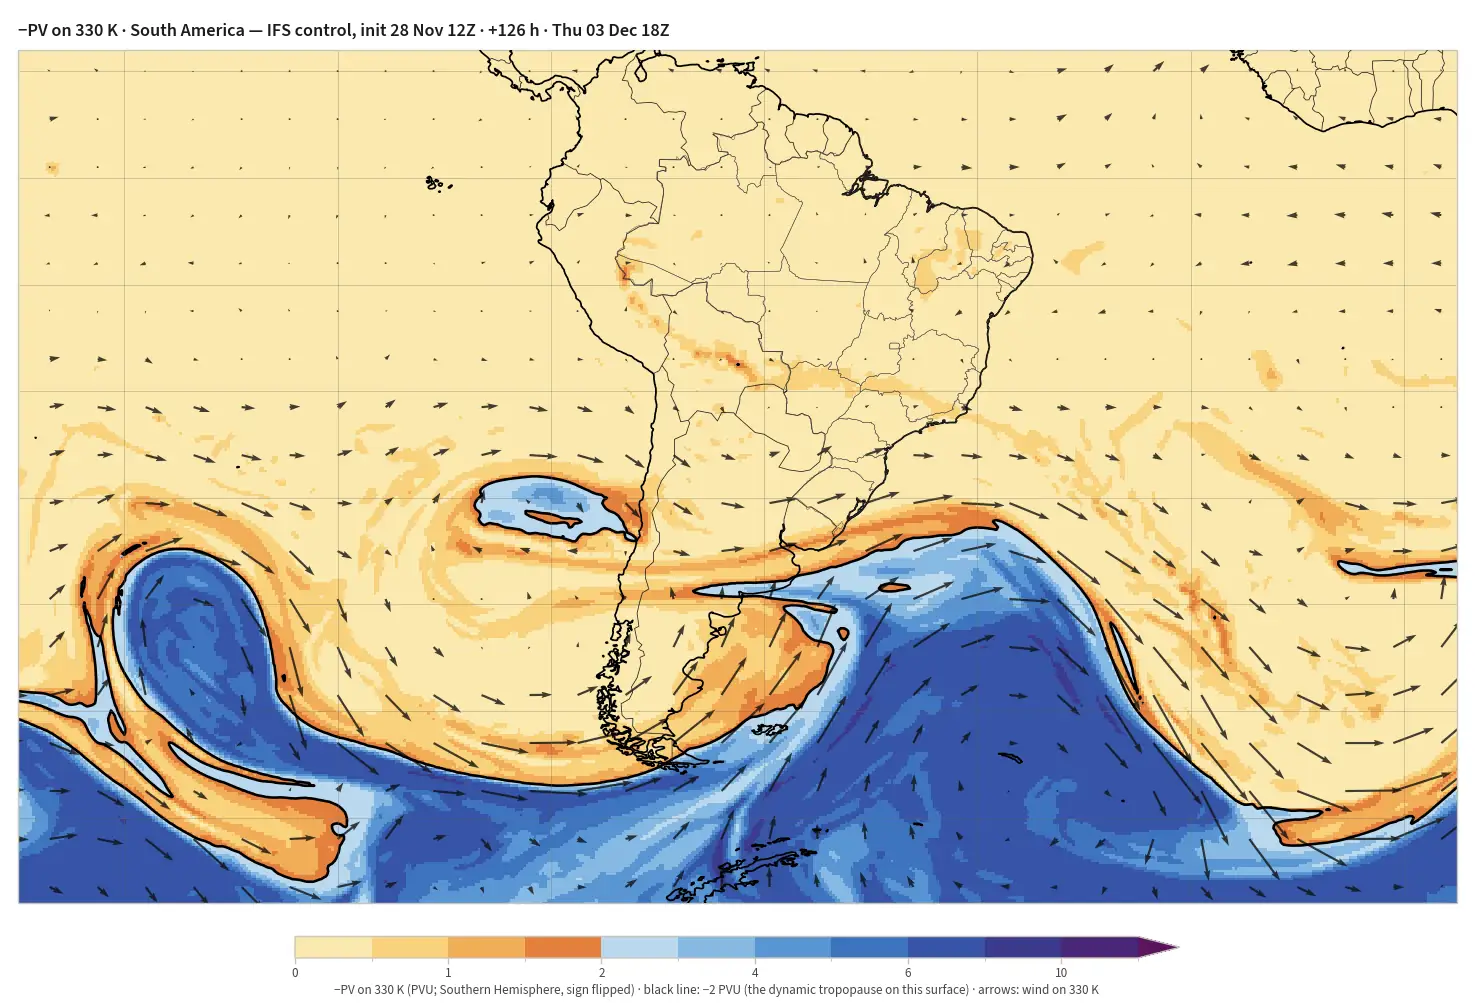 −PV on 330 K · South America — IFS control, init 28 Nov 12Z · +126 h · Thu 03 Dec 18Z
0 1 2 4 6 10
−PV on 330 K (PVU; Southern Hemisphere, sign flipped) · black line: −2 PVU (the dynamic tropopause on this surface) · arrows: wind on 330 K